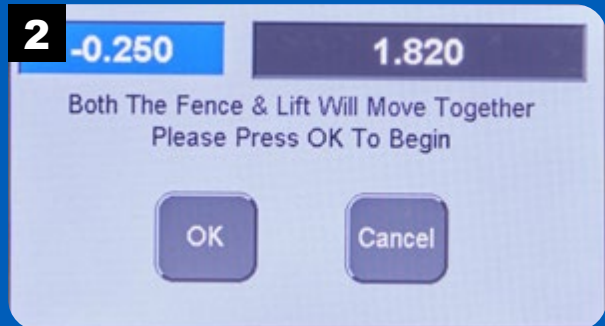 2
-0.250 1.820
Both The Fence & Lift Will Move Together
Please Press OK To Begin
OK Cancel